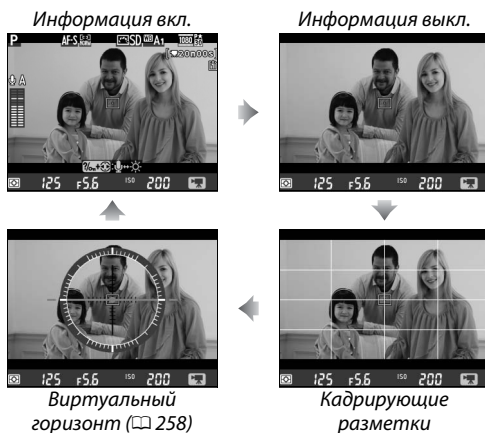 Информация вкл.
Информация выкл.
P AF-S NORM SD A1 1080
[20m00s]
A
125 F5.6 ISO 200
125 F5.6 ISO 200
125 F5.6 ISO 200
125 F5.6 ISO 200
Виртуальный
горизонт (258)
Кадрирующие
разметки